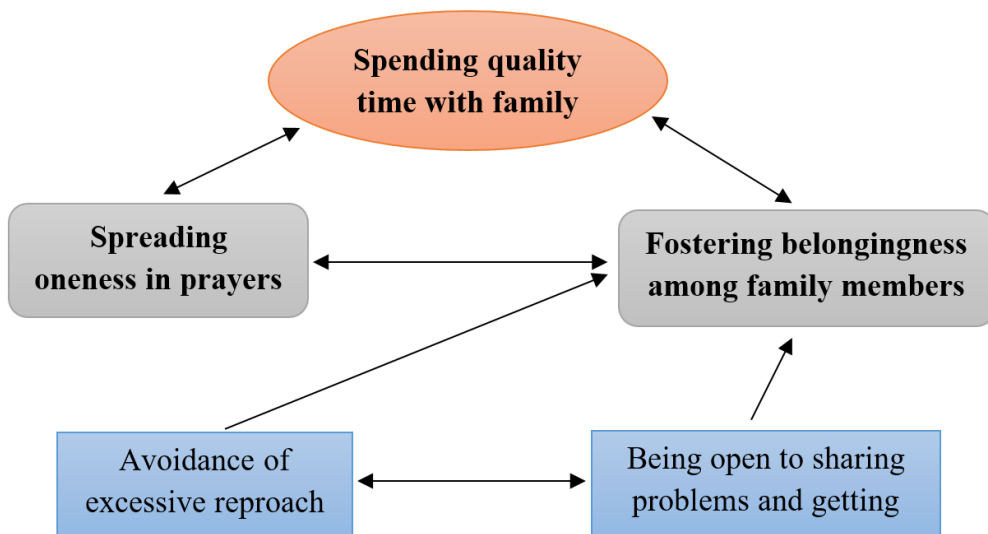 Spending quality
time with family
Spreading
oneness in prayers
Fostering belongingness
among family members
Avoidance of
excessive reproach
Being open to sharing
problems and getting